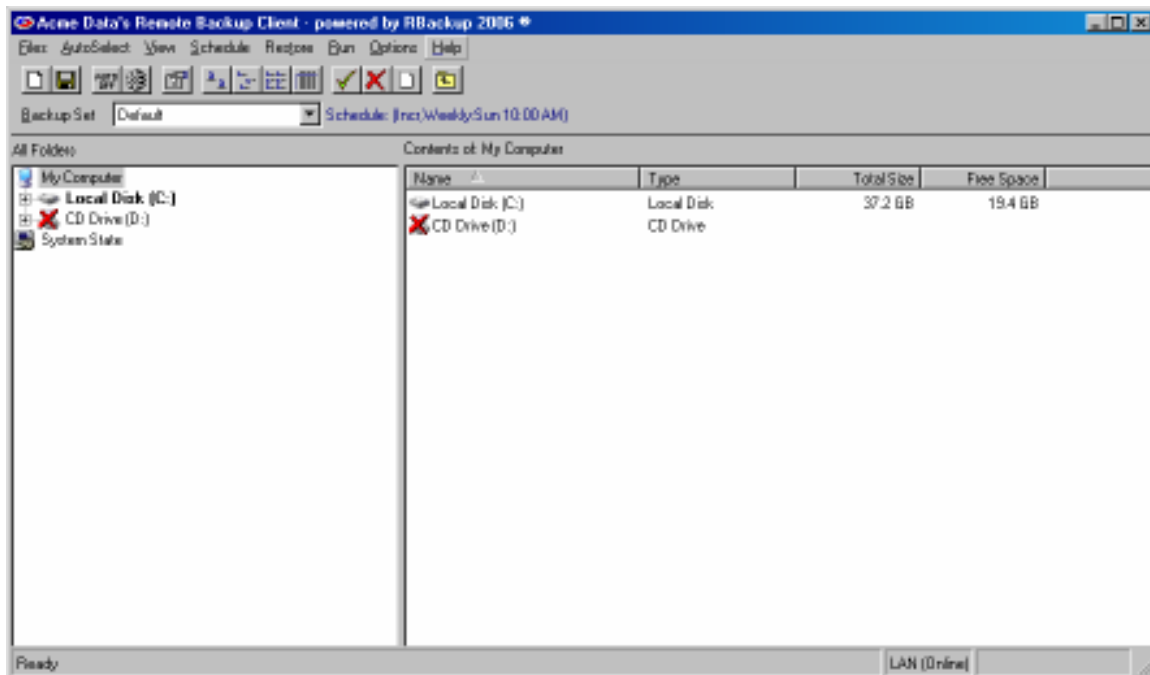 Acme Data's Remote Backup Client - powered by RBackup 2006 ®
Files AutoSelect View Schedule Restore Run Options Help
Backup Set Default Schedule: (Incr,Weekly:Sun 10:00 AM)
All Folders Contents of: My Computer
My Computer
Local Disk (C:)
CD Drive (D:)
System State
Name Type Total Size Free Space
Local Disk (C:) Local Disk 37.2 GB 19.4 GB
CD Drive (D:) CD Drive
Ready LAN (Online)